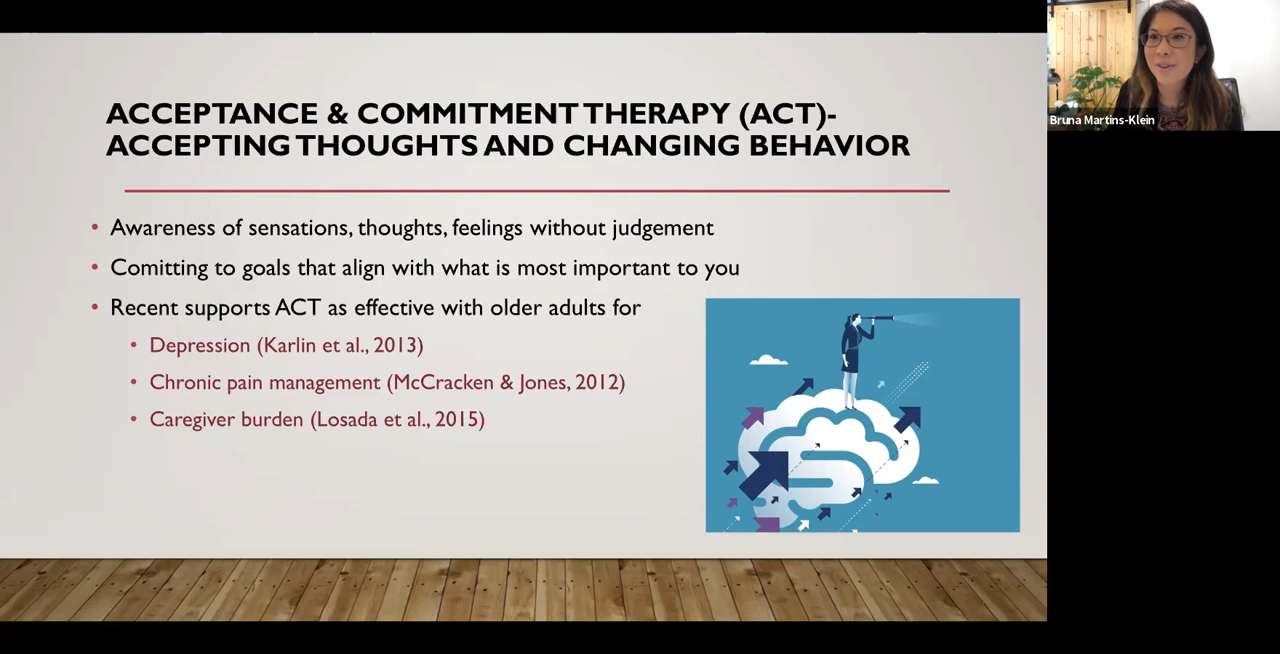 ACCEPTANCE & COMMITMENT THERAPY (ACT)-
ACCEPTING THOUGHTS AND CHANGING BEHAVIOR
• Awareness of sensations, thoughts, feelings without judgement
• Comitting to goals that align with what is most important to you
• Recent supports ACT as effective with older adults for
• Depression (Karlin et al., 2013)
• Chronic pain management (McCracken & Jones, 2012)
• Caregiver burden (Losada et al., 2015)
Bruna Martins-Klein